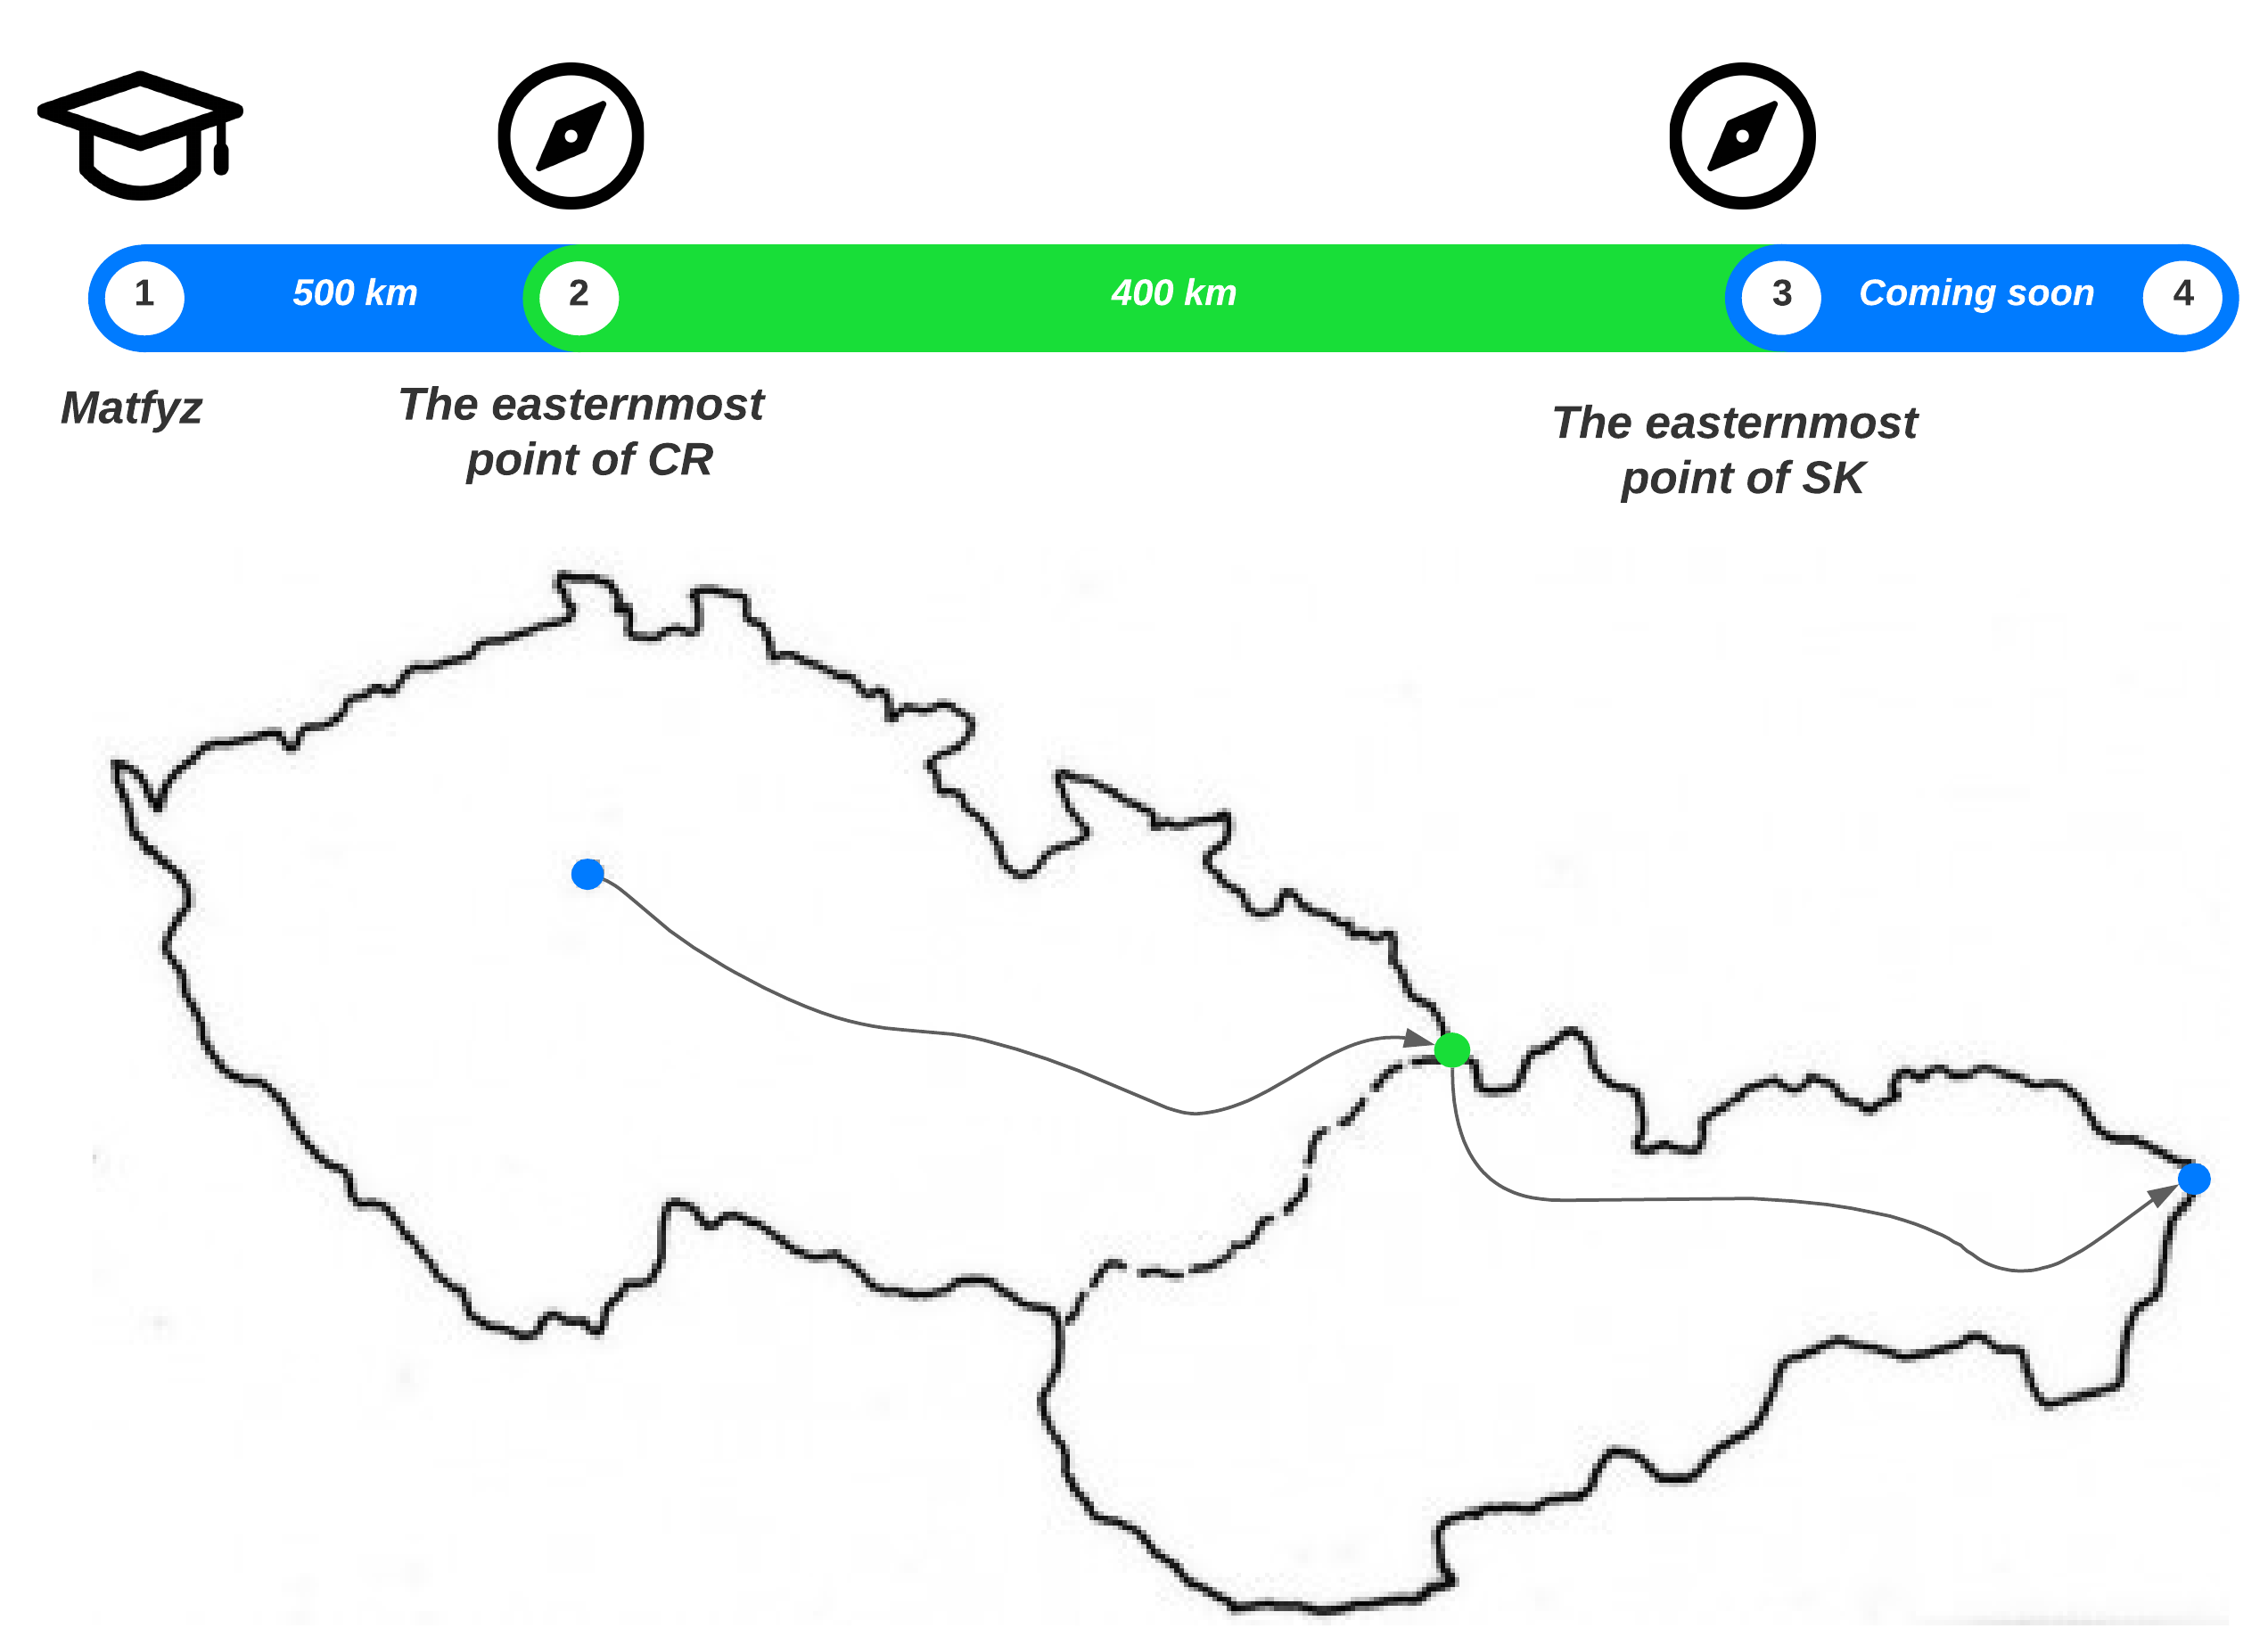 1
500 km
2
400 km
3
Coming soon
4
Matfyz
The easternmost
point of CR
The easternmost
point of SK